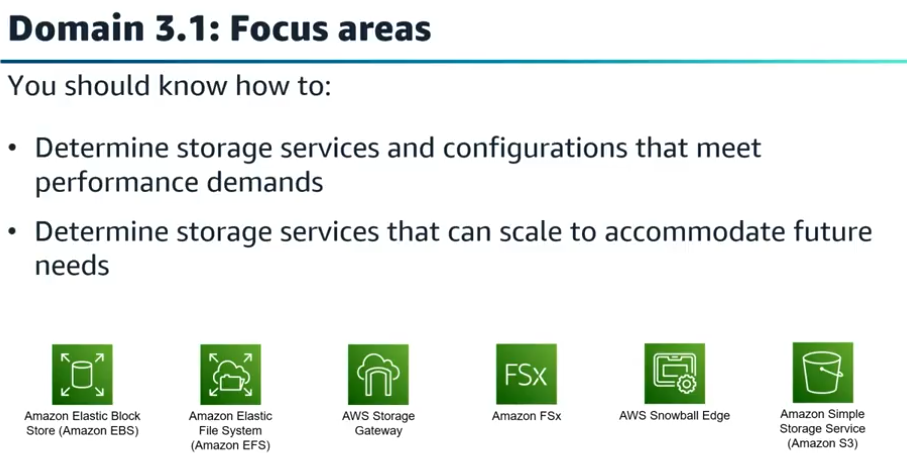 Domain 3.1: Focus areas
You should know how to:
• Determine storage services and configurations that meet
performance demands
• Determine storage services that can scale to accommodate future
needs
FSx
Amazon Elastic Block
Store (Amazon EBS)
Amazon Elastic
File System
(Amazon EFS)
AWS Storage
Gateway
Amazon FSx
AWS Snowball Edge
Amazon Simple
Storage Service
(Amazon S3)